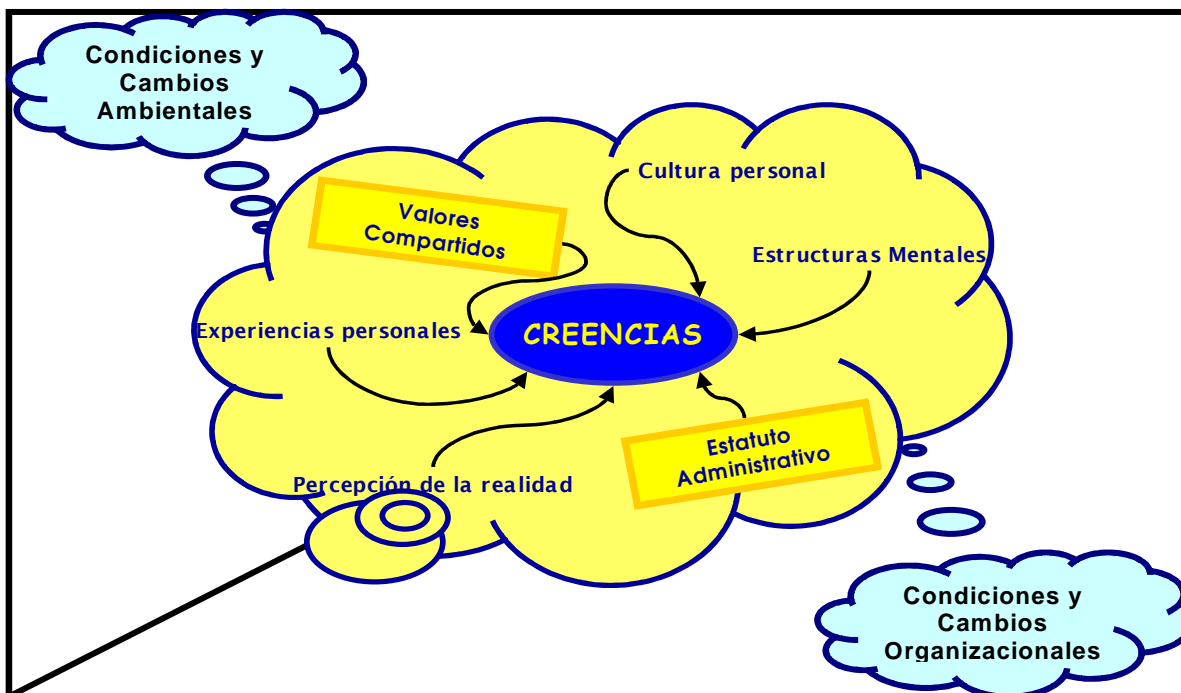 Condiciones y
Cambios
Ambientales
Cultura personal
Valores
Compartidos
Estructuras Mentales
Experiencias personales
CREENCIAS
Estatuto
Administrativo
Percepción de la realidad
Condiciones y
Cambios
Organizacionales